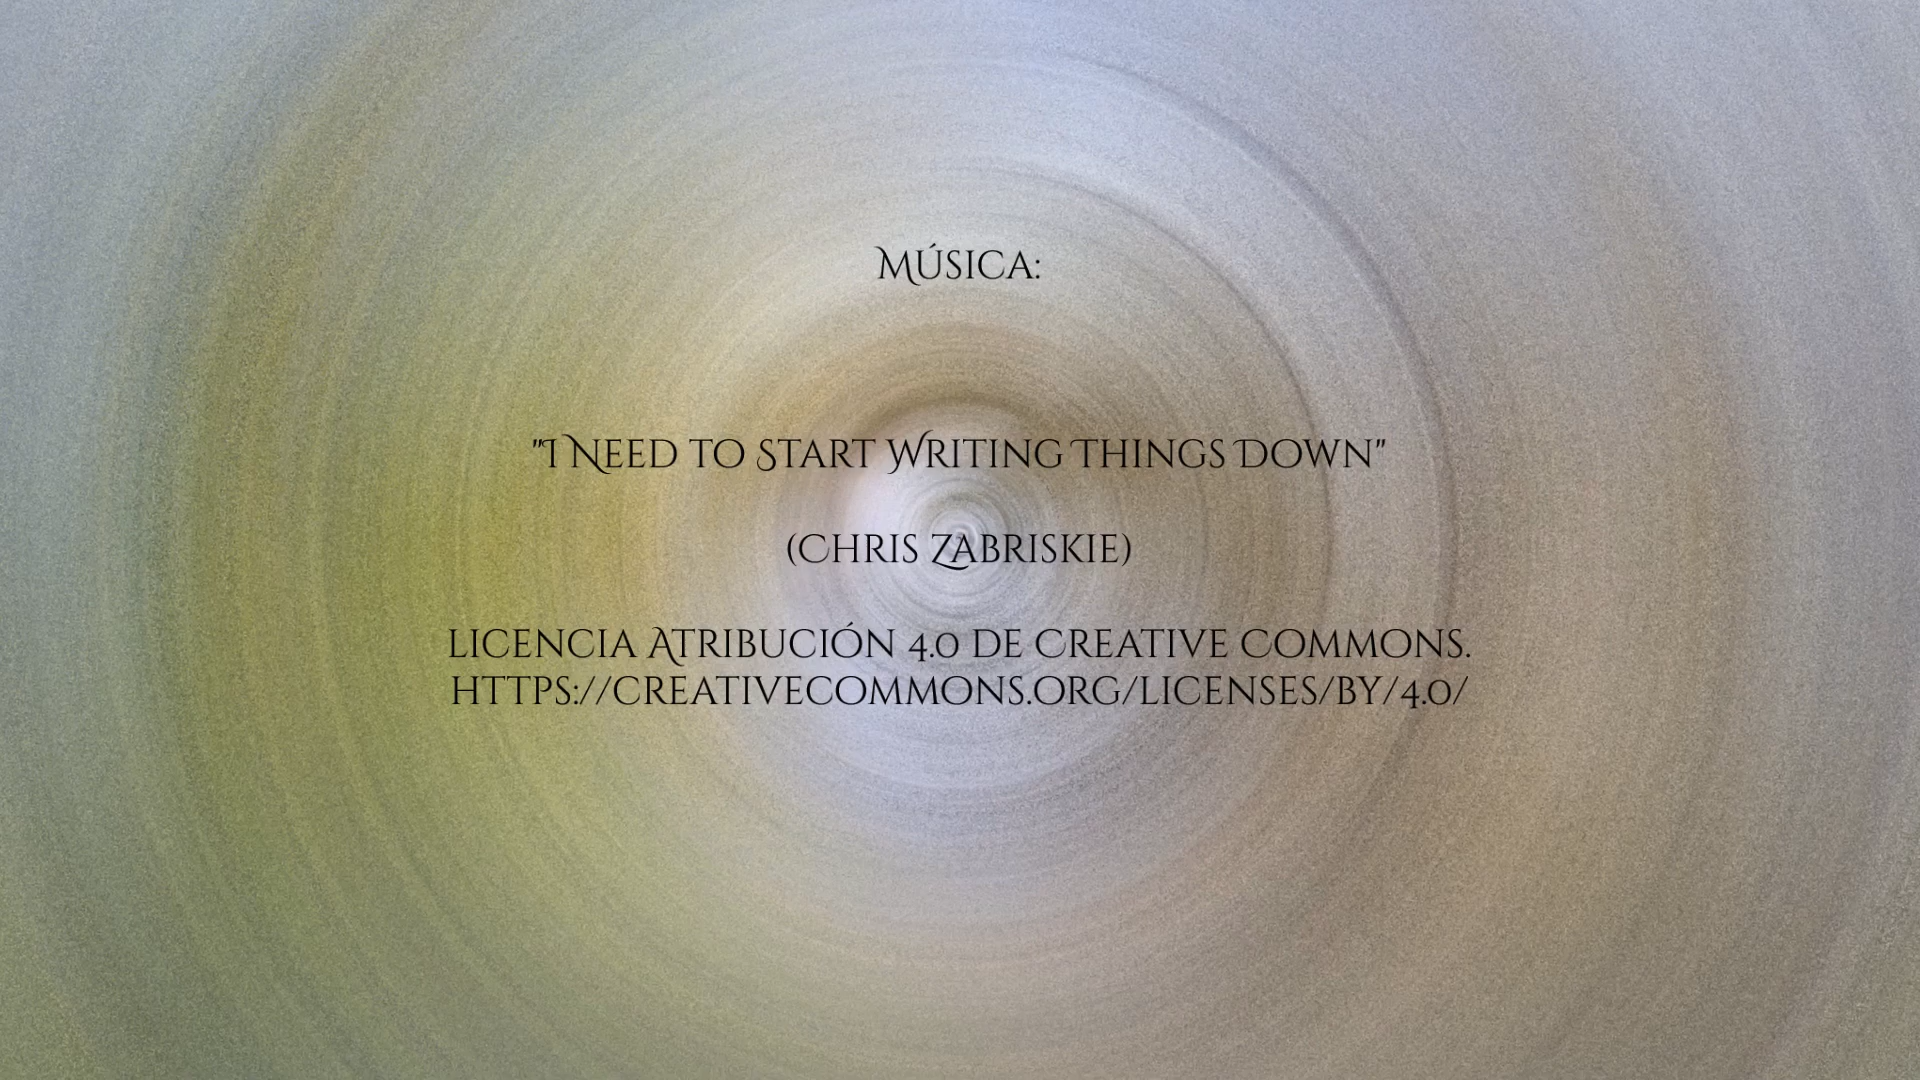 Música:
"I Need to Start Writing Things Down"
(Chris Zabriskie)
licencia Atribución 4.0 de Creative Commons.
https://creativecommons.org/licenses/by/4.0/